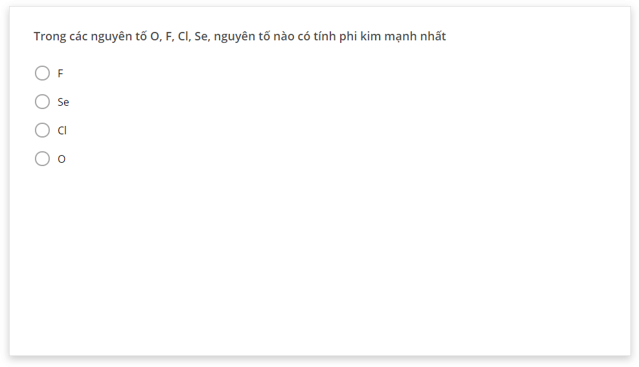 Trong các nguyên tố O, F, Cl, Se, nguyên tố nào có tính phi kim mạnh nhất
F
Se
Cl
O